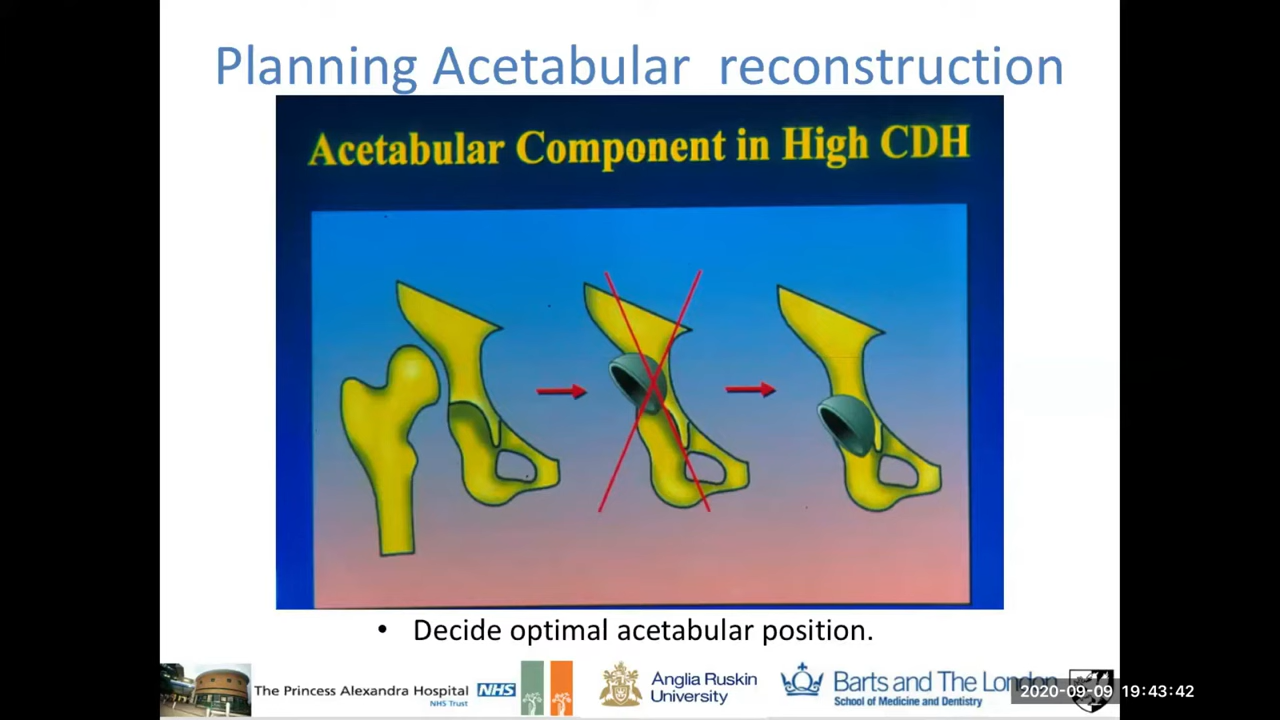 Planning Acetabular reconstruction
Acetabular Component in High CDH
• Decide optimal acetabular position.
The Princess Alexandra Hospital NHS
NHS Trust
Anglia Ruskin
University
Barts and The London
School of Medicine and Dentistry
2020-09-09 19:43:42